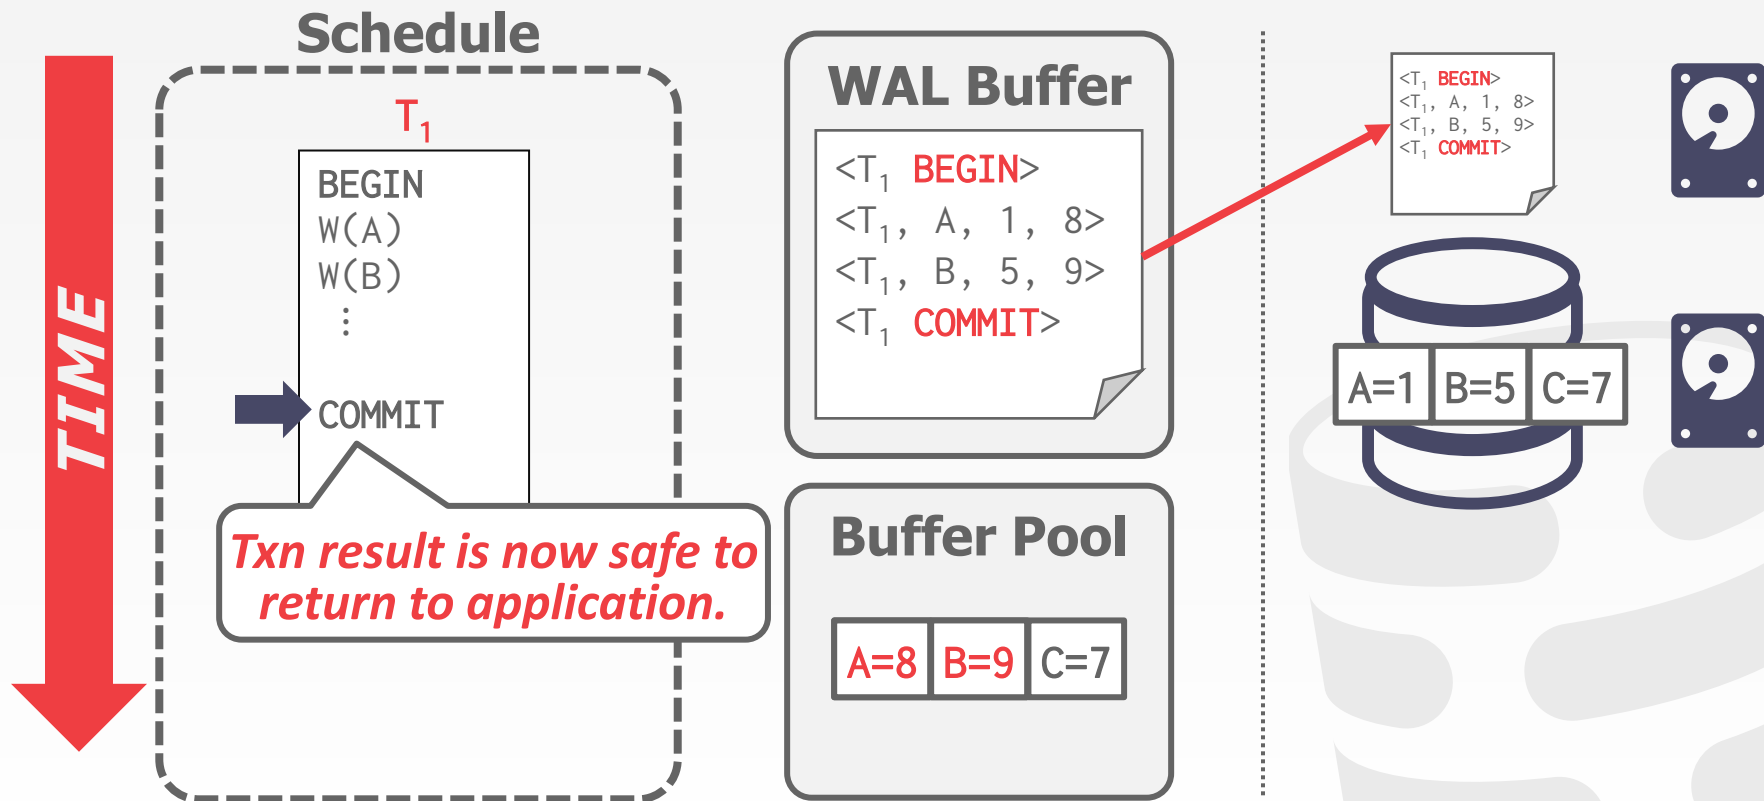 Schedule
TIME
T₁
BEGIN
W(A)
W(B)
⋮
COMMIT
Txn result is now safe to
return to application.
WAL Buffer
<T₁ BEGIN>
<T₁, A, 1, 8>
<T₁, B, 5, 9>
<T₁ COMMIT>
Buffer Pool
A=8 B=9 C=7
<T₁ BEGIN>
<T₁, A, 1, 8>
<T₁, B, 5, 9>
<T₁ COMMIT>
A=1 B=5 C=7